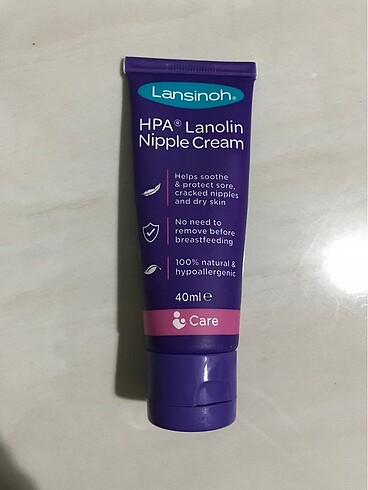 Lansinoh®
HPA® Lanolin
Nipple Cream
Helps soothe
& protect sore,
cracked nipples
and dry skin
No need to
remove before
breastfeeding
100% natural &
hypoallergenic
40ml ℮
Care